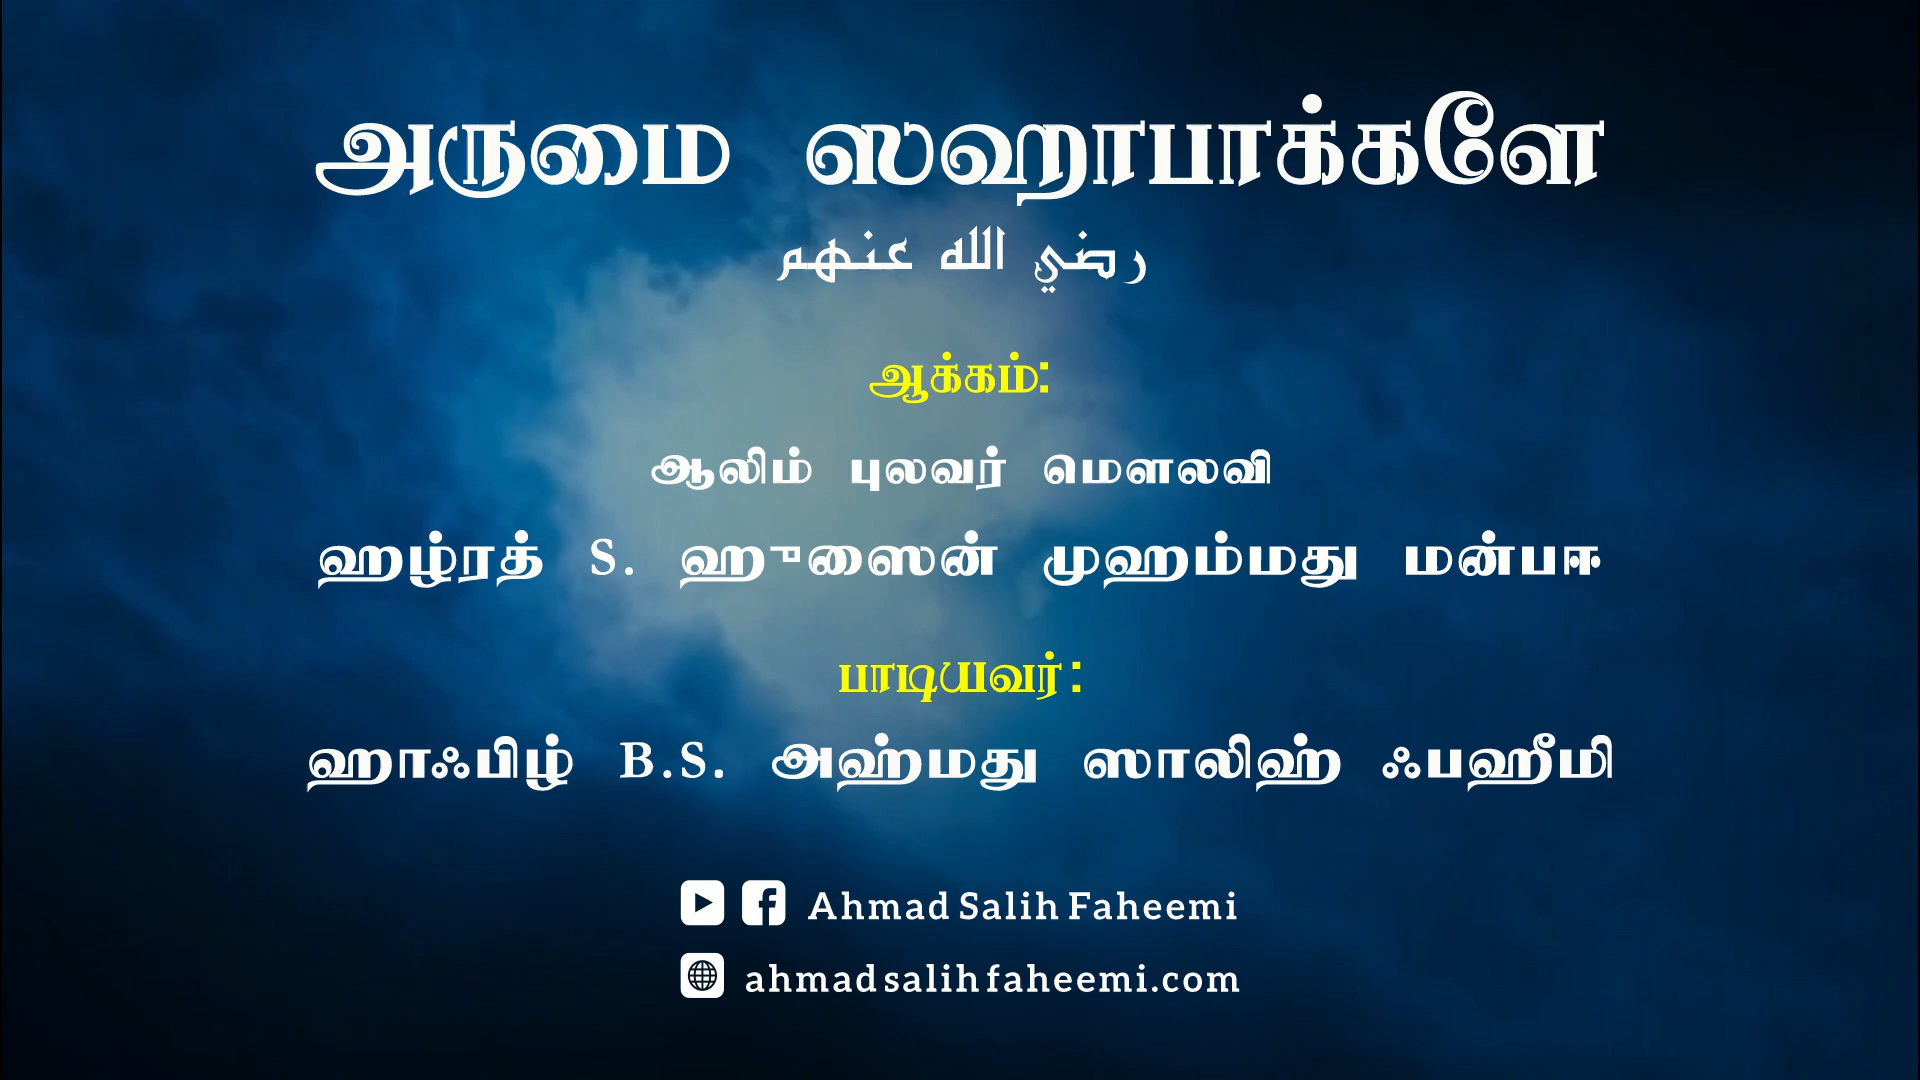 அருமை ஸஹாபாக்களே
رضي الله عنهم
ஆக்கம்:
ஆலிம் புலவர் மௌலவி
ஹழ்ரத் S. ஹுஸைன் முஹம்மது மன்பஈ
பாடியவர்:
ஹாஃபிழ் B.S. அஹ்மது ஸாலிஹ் ஃபஹீமி
Ahmad Salih Faheemi
ahmadsalihfaheemi.com